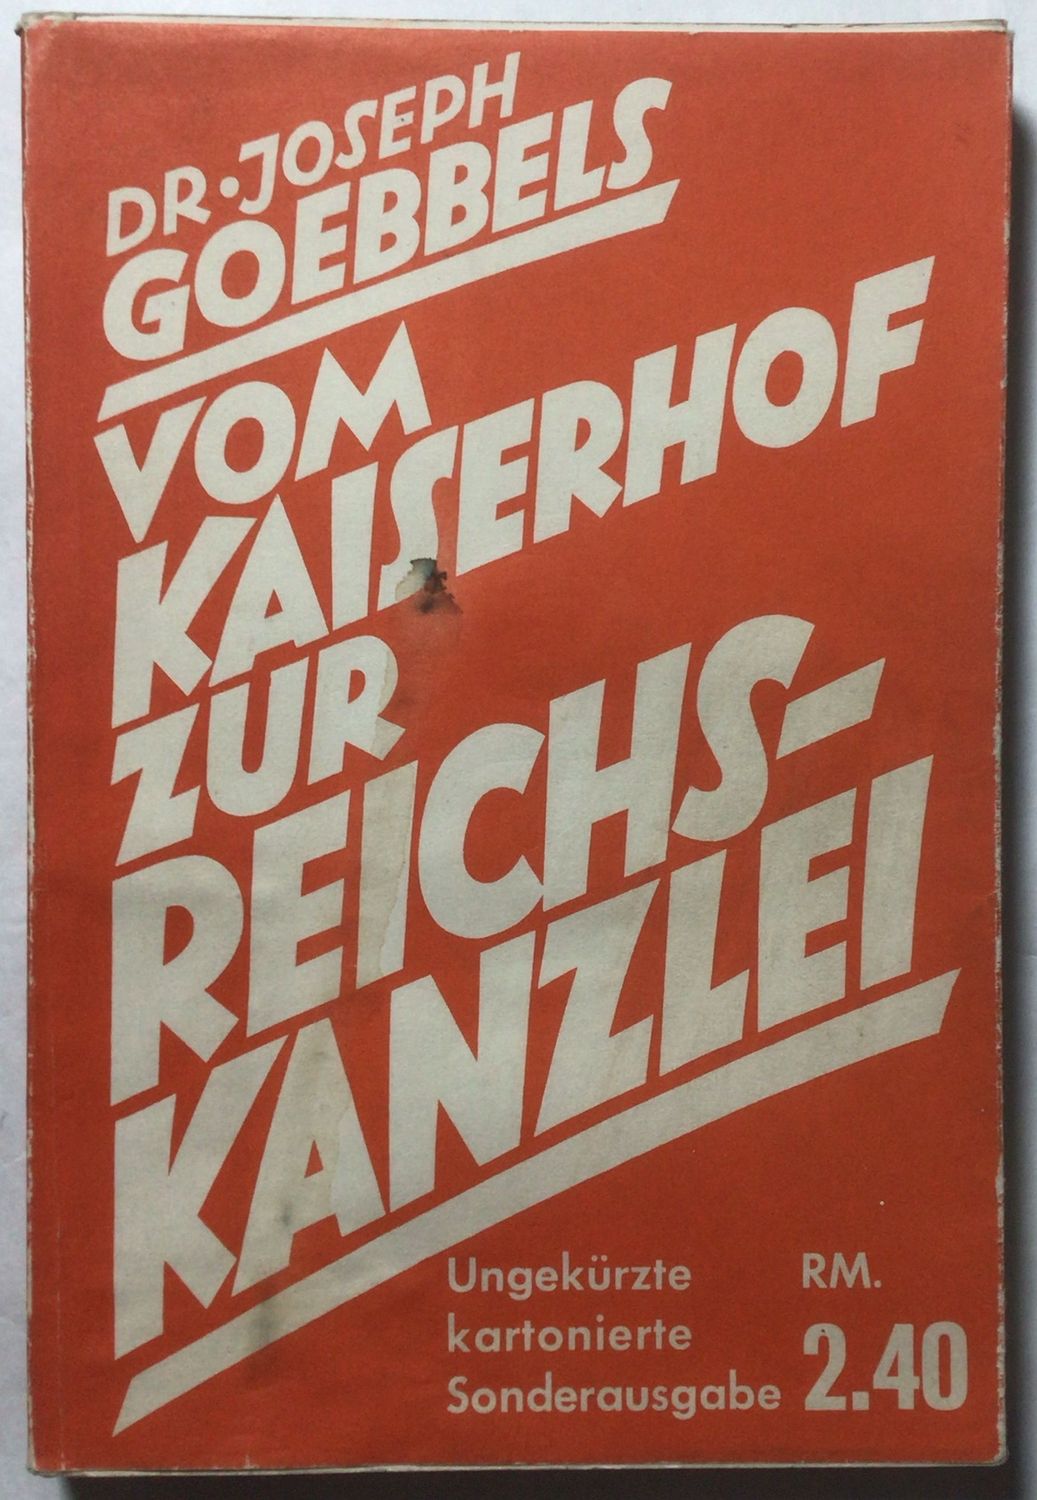 DR. JOSEPH
GOEBBELS
VOM
KAISERHOF
ZUR
REICHS-
KANZLEI
Ungekürzte
kartonierte
Sonderausgabe
RM.
2.40